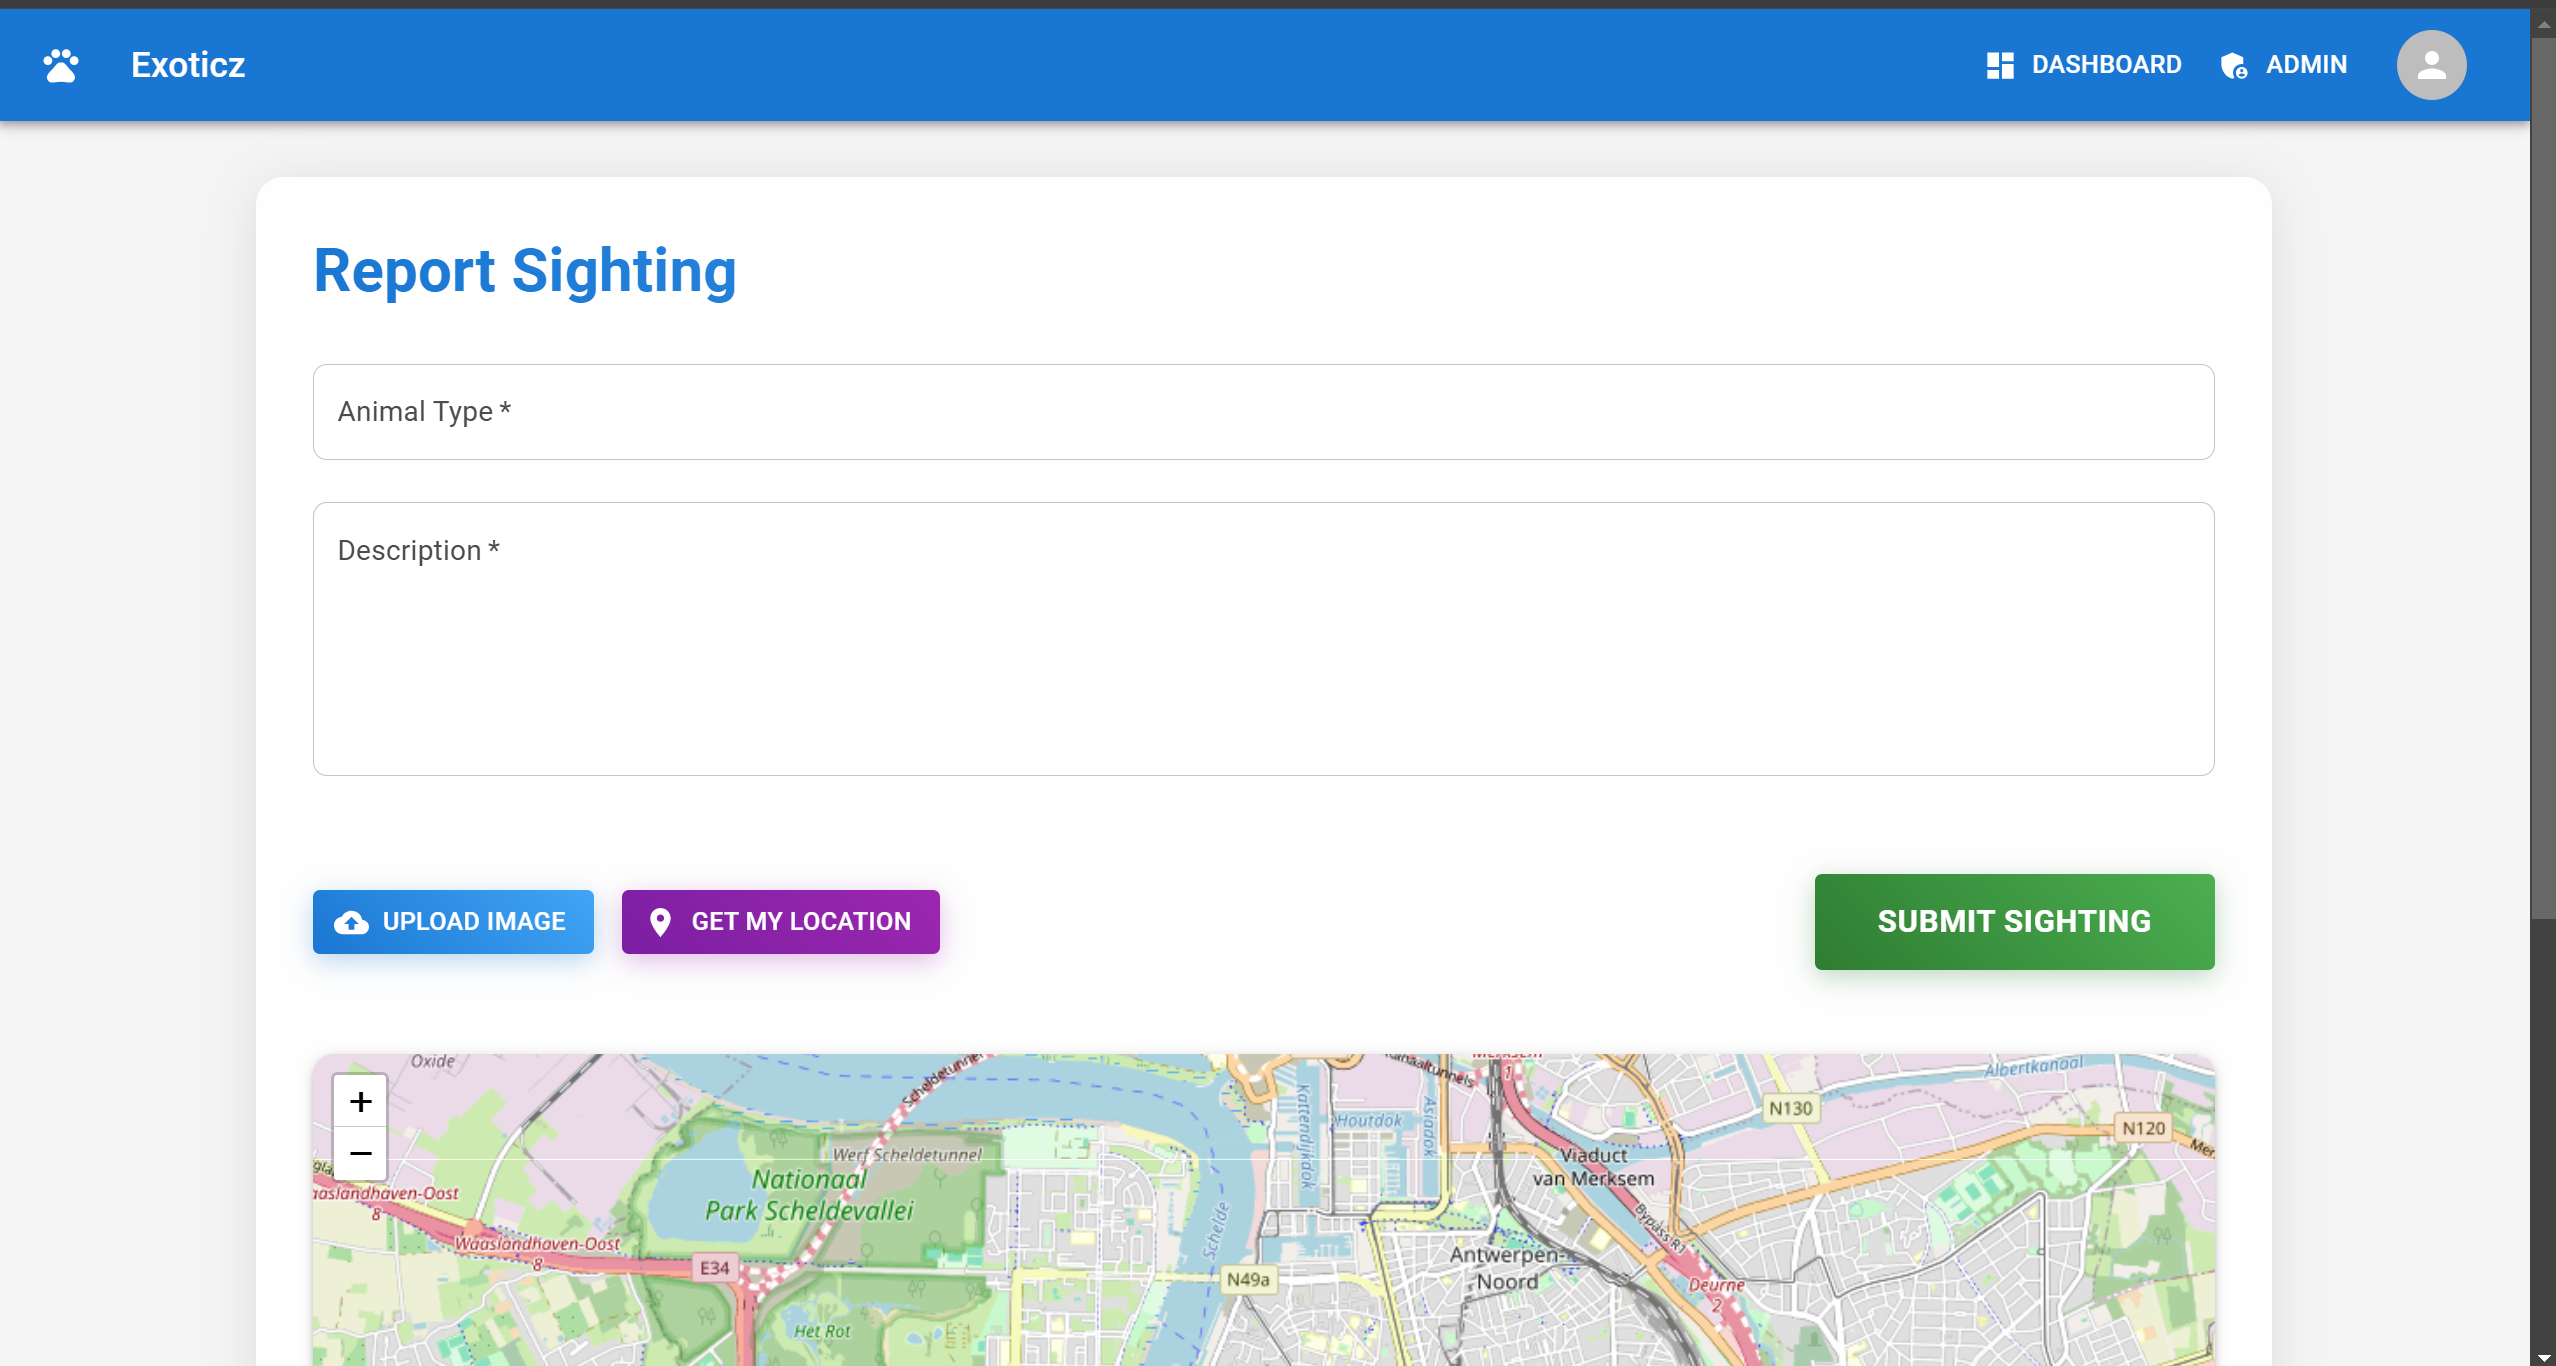 Exoticz
DASHBOARD
ADMIN
Report Sighting
Animal Type *
Description *
UPLOAD IMAGE
GET MY LOCATION
SUBMIT SIGHTING
Oxide
Scheldetunnel
Kattendijkdok
Houtdok
Asiadok
Albertkanaal
1
N130
N120
+
−
Werf Scheldetunnel
Nationaal
Park Scheldevallei
Viaduct
van Merksem
aaslandhaven-Oost
8
Waaslandhaven-Oost
8
Schelde
Bypass R1
E34
N49a
Antwerpen-
Noord
Deurne
2
Het Rot